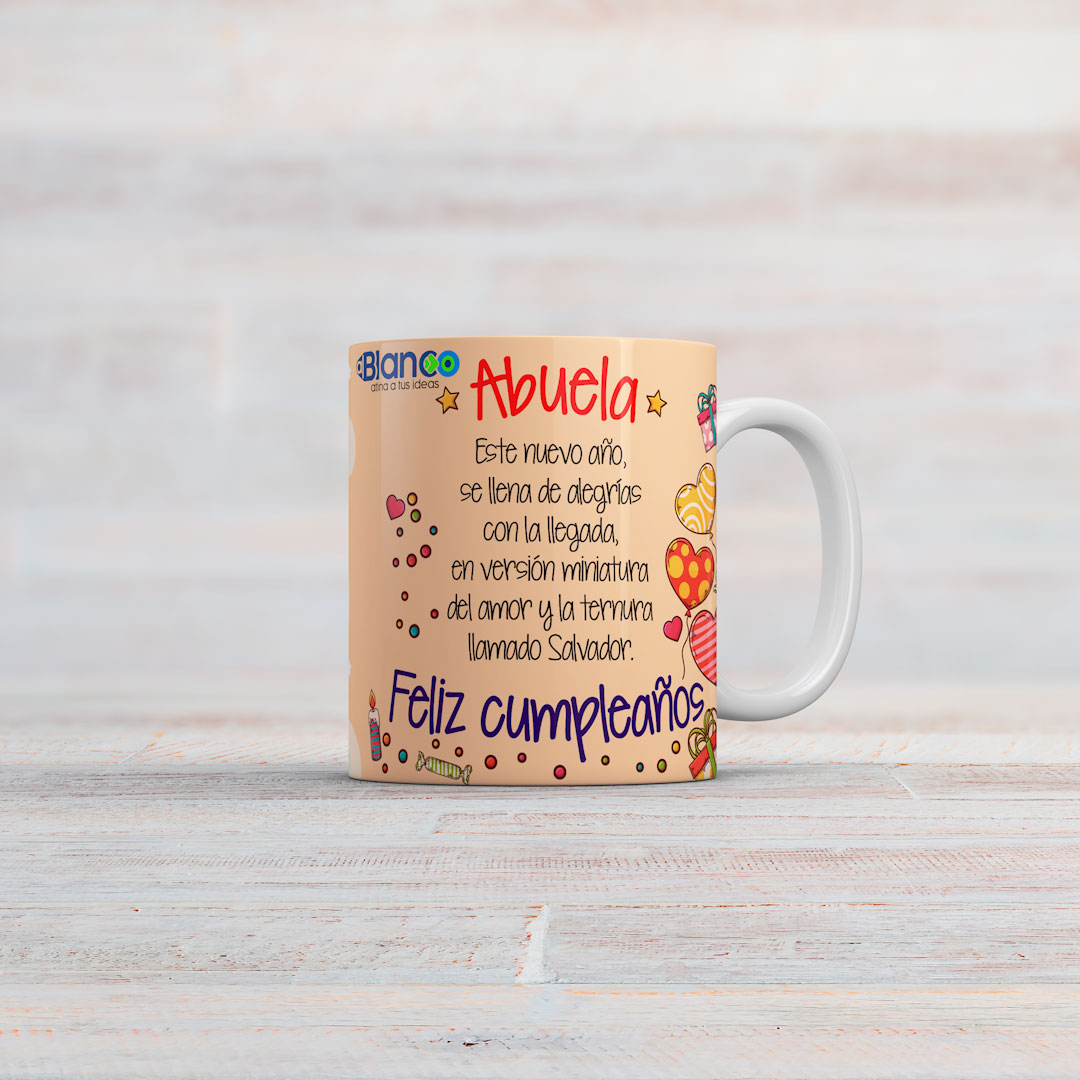 Blanco
atina a tus ideas
Abuela
Este nuevo año,
se llena de alegrías
con la llegada,
en versión miniatura
del amor y la ternura
llamado Salvador.
Feliz cumpleaños